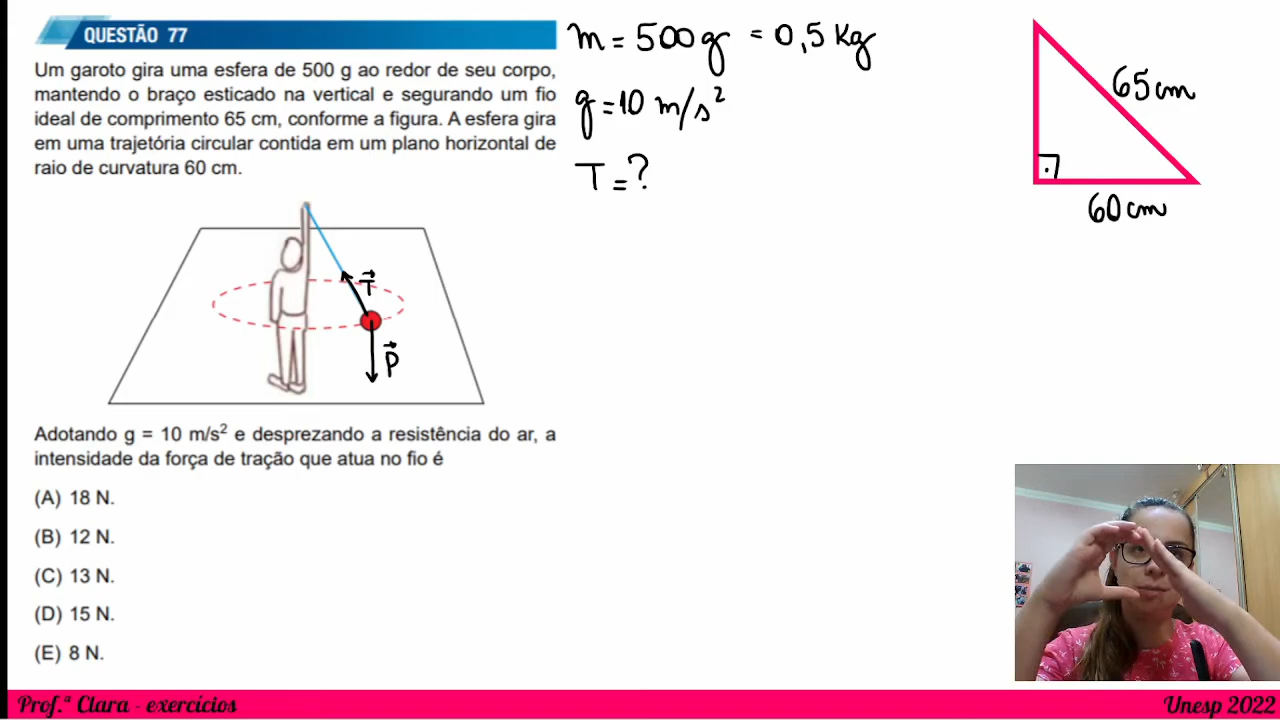 QUESTÃO 77
Um garoto gira uma esfera de 500 g ao redor de seu corpo,
mantendo o braço esticado na vertical e segurando um fio
ideal de comprimento 65 cm, conforme a figura. A esfera gira
em uma trajetória circular contida em um plano horizontal de
raio de curvatura 60 cm.
T
P
Adotando g = 10 m/s² e desprezando a resistência do ar, a
intensidade da força de tração que atua no fio é
(A) 18 N.
(B) 12 N.
(C) 13 N.
(D) 15 N.
(E) 8 N.
m = 500 g = 0,5 Kg
g = 10 m/s²
T = ?
65 cm
60 cm
Prof.ª Clara - exercícios
Unesp 2022